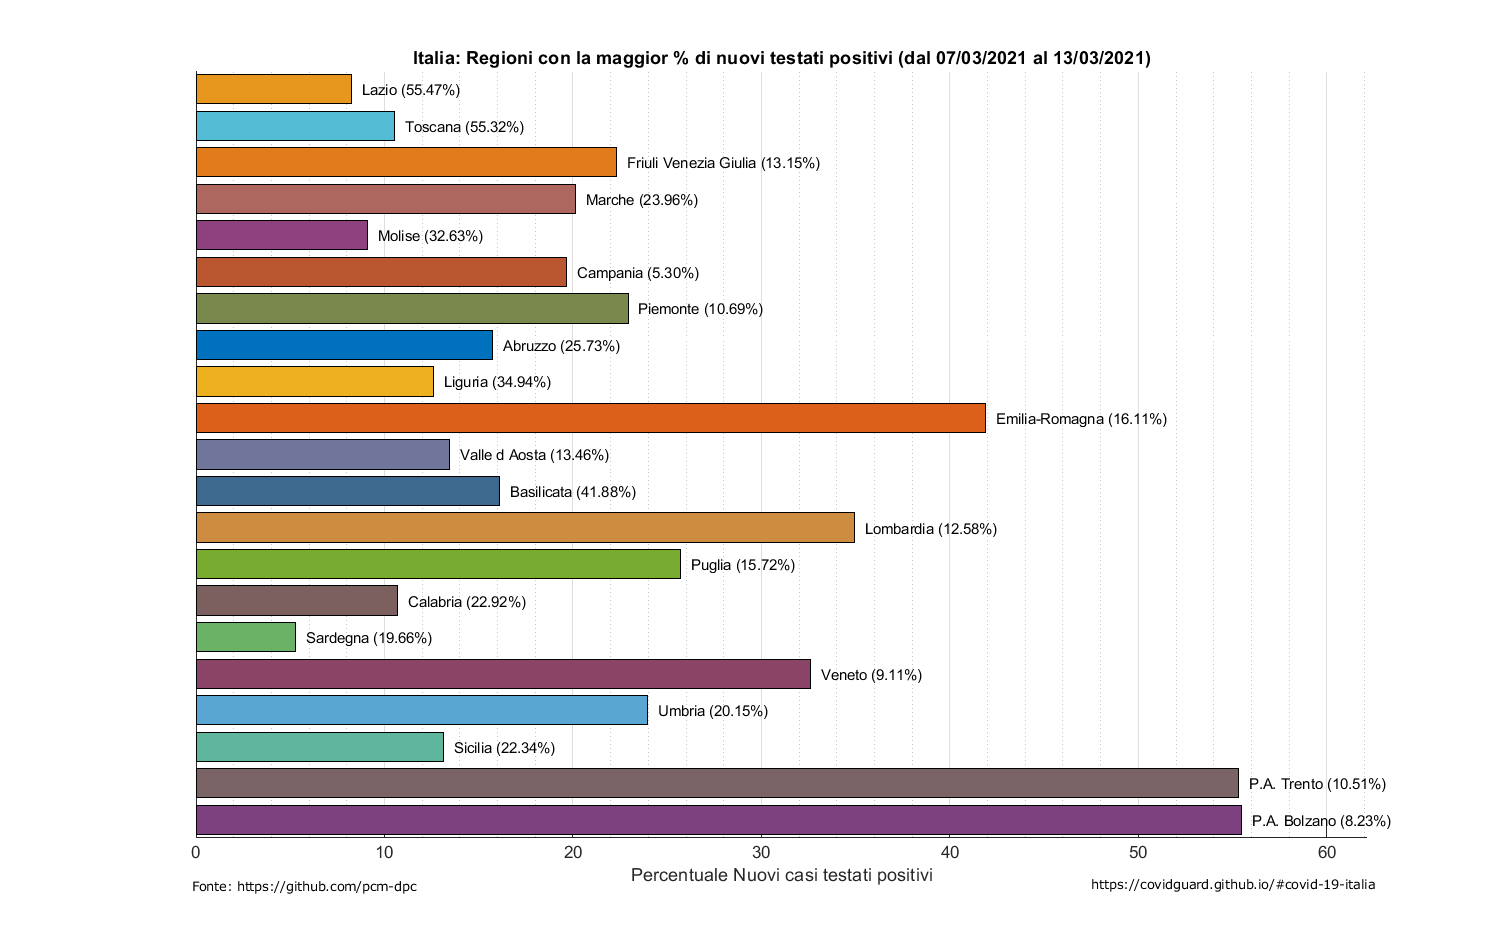 Italia: Regioni con la maggior % di nuovi testati positivi (dal 07/03/2021 al 13/03/2021)
Lazio (55.47%)
Toscana (55.32%)
Friuli Venezia Giulia (13.15%)
Marche (23.96%)
Molise (32.63%)
Campania (5.30%)
Piemonte (10.69%)
Abruzzo (25.73%)
Liguria (34.94%)
Emilia-Romagna (16.11%)
Valle d Aosta (13.46%)
Basilicata (41.88%)
Lombardia (12.58%)
Puglia (15.72%)
Calabria (22.92%)
Sardegna (19.66%)
Veneto (9.11%)
Umbria (20.15%)
Sicilia (22.34%)
P.A. Trento (10.51%)
P.A. Bolzano (8.23%)
0 10 20 30 40 50 60
Percentuale Nuovi casi testati positivi
Fonte: https://github.com/pcm-dpc
https://covidguard.github.io/#covid-19-italia